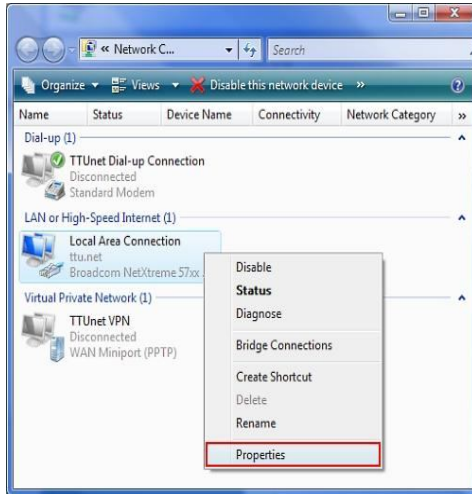 « Network C...
Search
Organize Views Disable this network device »
Name Status Device Name Connectivity Network Category »
Dial-up (1)
TTUnet Dial-up Connection
Disconnected
Standard Modem
LAN or High-Speed Internet (1)
Local Area Connection
ttu.net
Broadcom NetXtreme 57xx ..
Virtual Private Network (1)
TTUnet VPN
Disconnected
WAN Miniport (PPTP)
Disable
Status
Diagnose
Bridge Connections
Create Shortcut
Delete
Rename
Properties